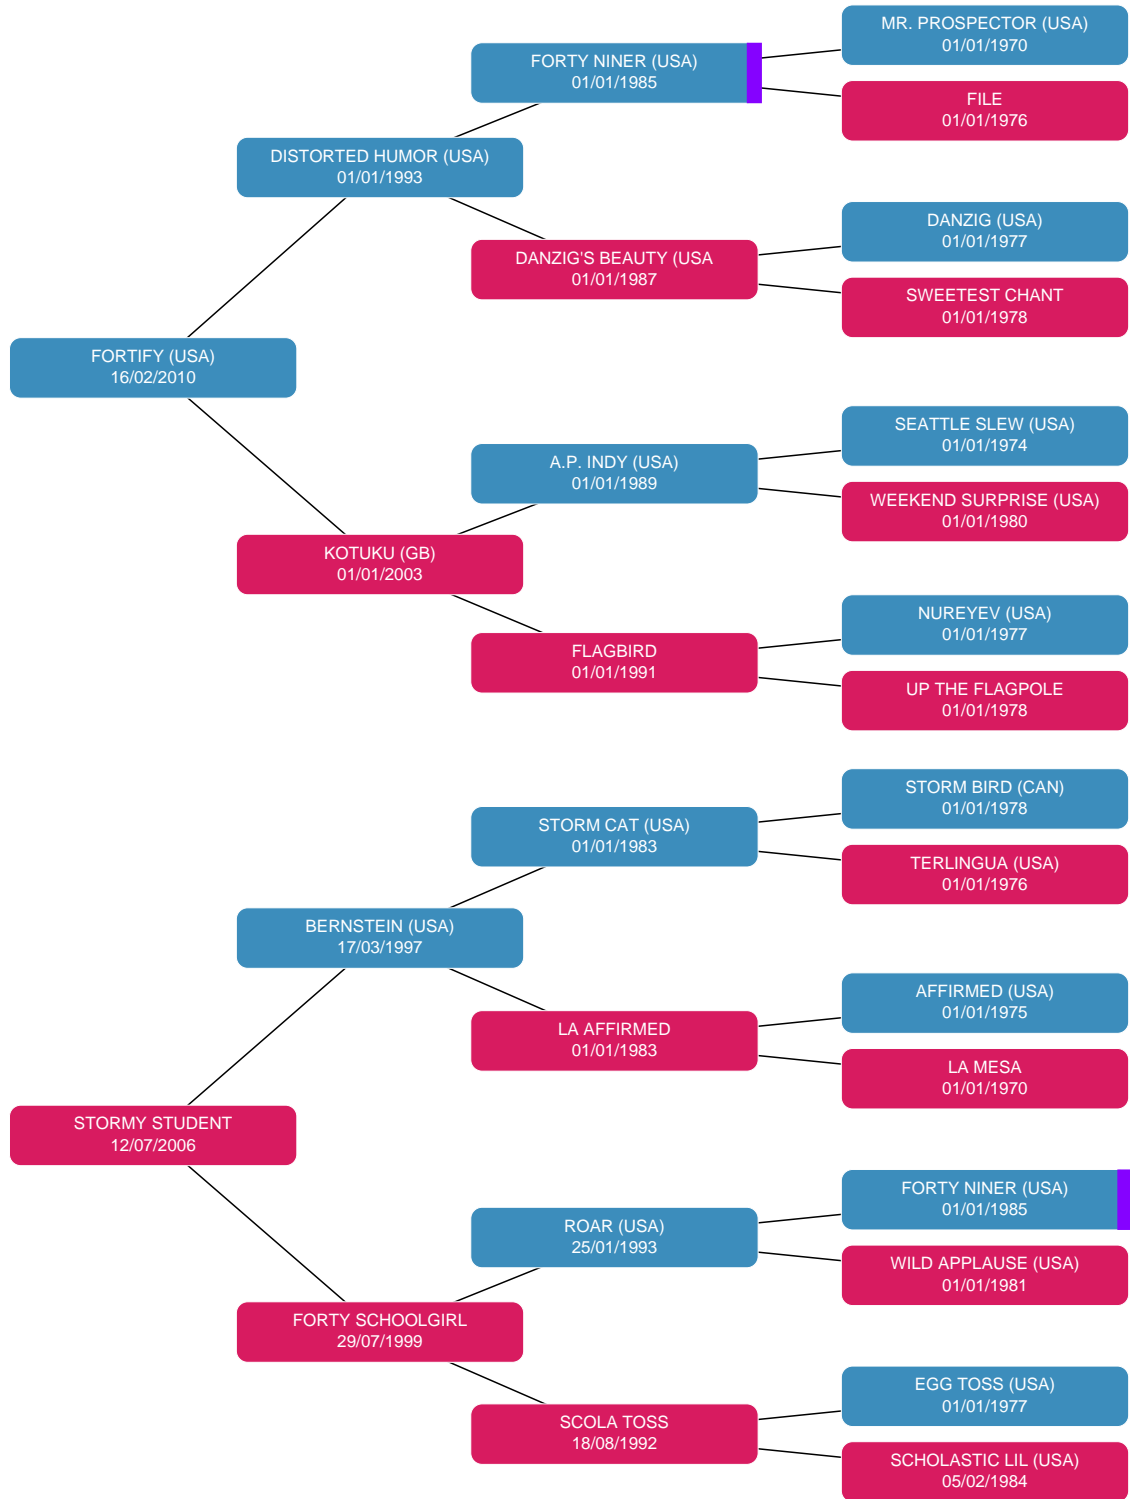 MR. PROSPECTOR (USA)
01/01/1970
FORTY NINER (USA)
01/01/1985
FILE
01/01/1976
DISTORTED HUMOR (USA)
01/01/1993
DANZIG (USA)
01/01/1977
DANZIG'S BEAUTY (USA
01/01/1987
SWEETEST CHANT
01/01/1978
FORTIFY (USA)
16/02/2010
SEATTLE SLEW (USA)
01/01/1974
A.P. INDY (USA)
01/01/1989
WEEKEND SURPRISE (USA)
01/01/1980
KOTUKU (GB)
01/01/2003
NUREYEV (USA)
01/01/1977
FLAGBIRD
01/01/1991
UP THE FLAGPOLE
01/01/1978
STORM BIRD (CAN)
01/01/1978
STORM CAT (USA)
01/01/1983
TERLINGUA (USA)
01/01/1976
BERNSTEIN (USA)
17/03/1997
AFFIRMED (USA)
01/01/1975
LA AFFIRMED
01/01/1983
LA MESA
01/01/1970
STORMY STUDENT
12/07/2006
FORTY NINER (USA)
01/01/1985
ROAR (USA)
25/01/1993
WILD APPLAUSE (USA)
01/01/1981
FORTY SCHOOLGIRL
29/07/1999
EGG TOSS (USA)
01/01/1977
SCOLA TOSS
18/08/1992
SCHOLASTIC LIL (USA)
05/02/1984